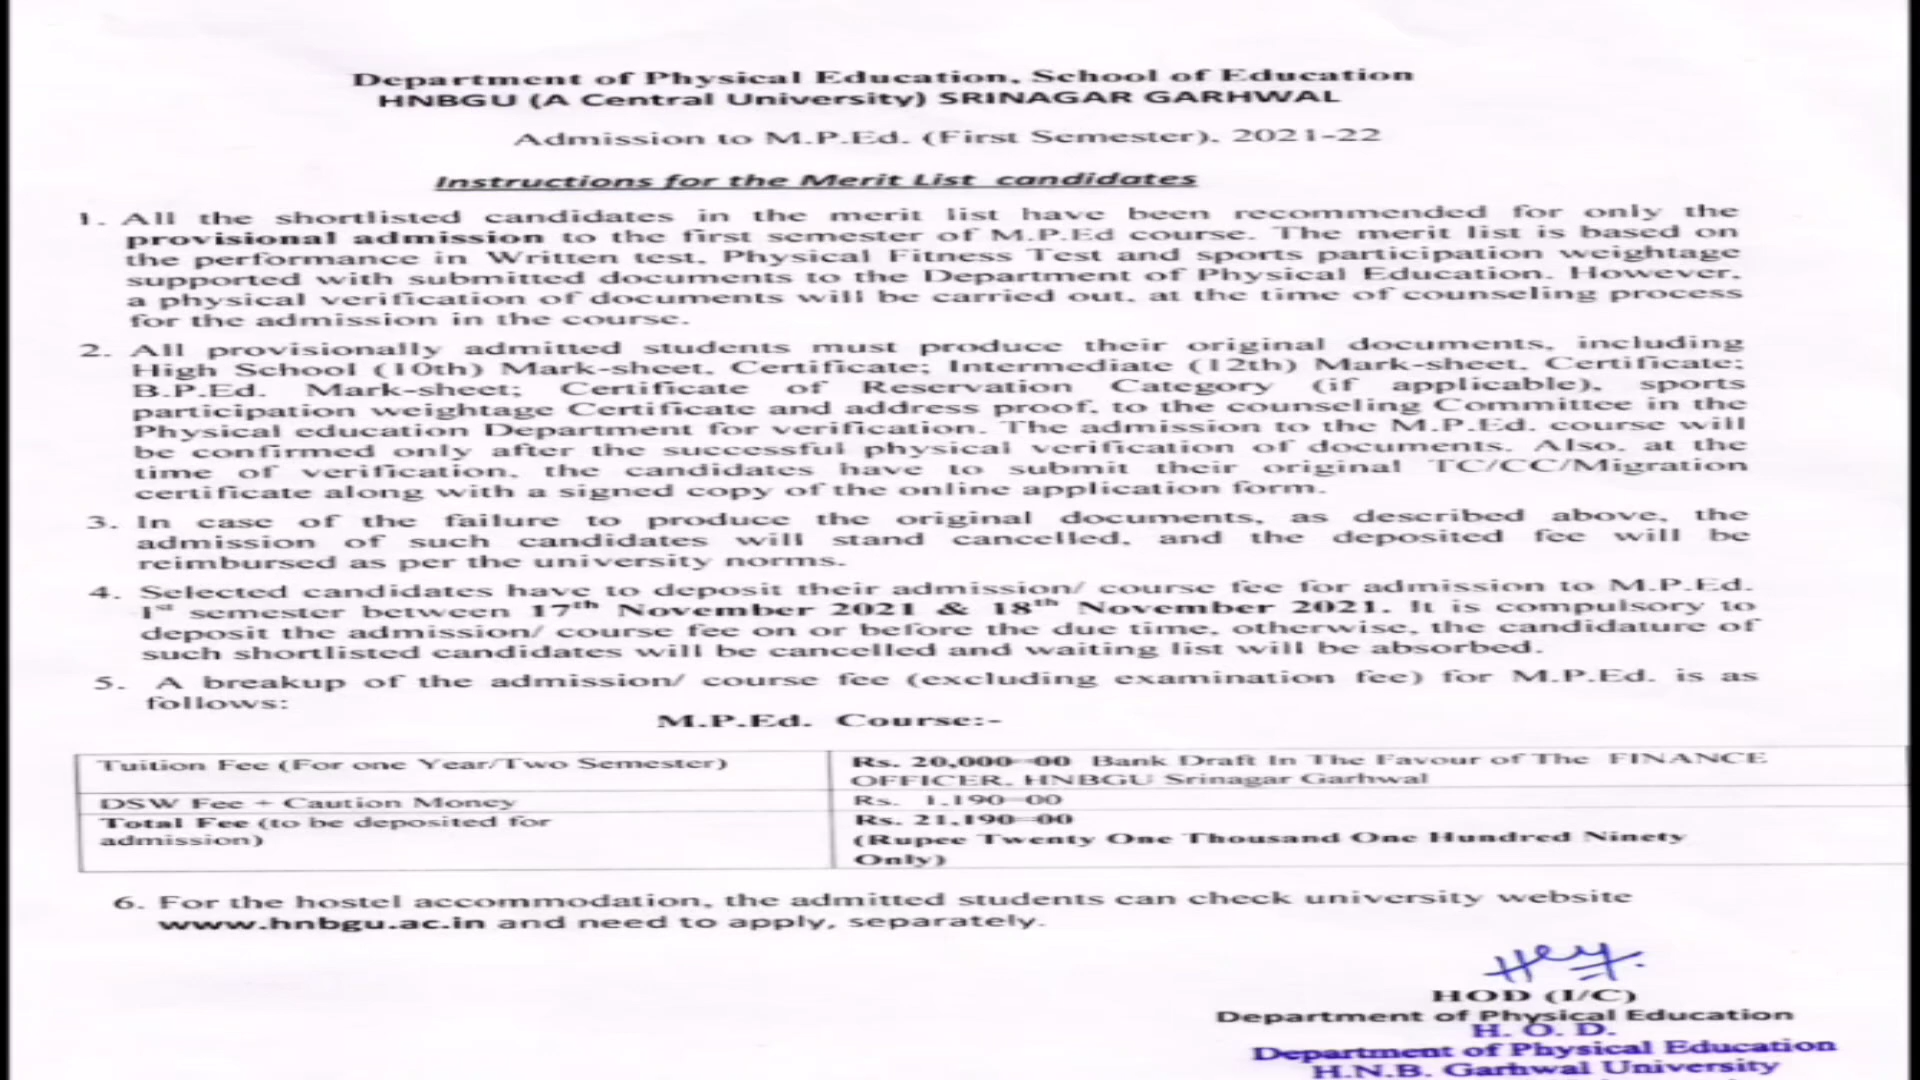 Department of Physical Education, School of Education
HNBGU (A Central University) SRINAGAR GARHWAL
Admission to M.P.Ed. (First Semester), 2021-22
Instructions for the Merit List candidates
1. All the shortlisted candidates in the merit list have been recommended for only the
provisional admission to the first semester of M.P.Ed course. The merit list is based on
the performance in Written test, Physical Fitness Test and sports participation weightage
supported with submitted documents to the Department of Physical Education. However,
a physical verification of documents will be carried out, at the time of counseling process
for the admission in the course.
2. All provisionally admitted students must produce their original documents, including
High School (10th) Mark-sheet, Certificate; Intermediate (12th) Mark-sheet, Certificate;
B.P.Ed. Mark-sheet; Certificate of Reservation Category (if applicable), sports
participation weightage Certificate and address proof, to the counseling Committee in the
Physical education Department for verification. The admission to the M.P.Ed. course will
be confirmed only after the successful physical verification of documents. Also, at the
time of verification, the candidates have to submit their original TC/CC/Migration
certificate along with a signed copy of the online application form.
3. In case of the failure to produce the original documents, as described above, the
admission of such candidates will stand cancelled, and the deposited fee will be
reimbursed as per the university norms.
4. Selected candidates have to deposit their admission/ course fee for admission to M.P.Ed.
1st semester between 17th November 2021 & 18th November 2021. It is compulsory to
deposit the admission/ course fee on or before the due time, otherwise, the candidature of
such shortlisted candidates will be cancelled and waiting list will be absorbed.
5. A breakup of the admission/ course fee (excluding examination fee) for M.P.Ed. is as
follows:
M.P.Ed. Course:-
Tuition Fee (For one Year/Two Semester) Rs. 20,000=00 Bank Draft In The Favour of The FINANCE
OFFICER, HNBGU Srinagar Garhwal
DSW Fee + Caution Money Rs. 1,190=00
Total Fee (to be deposited for Rs. 21,190=00
admission) (Rupee Twenty One Thousand One Hundred Ninety
Only)
6. For the hostel accommodation, the admitted students can check university website
www.hnbgu.ac.in and need to apply, separately.
HOD (I/C)
Department of Physical Education
H. O. D.
Department of Physical Education
H.N.B. Garhwal University